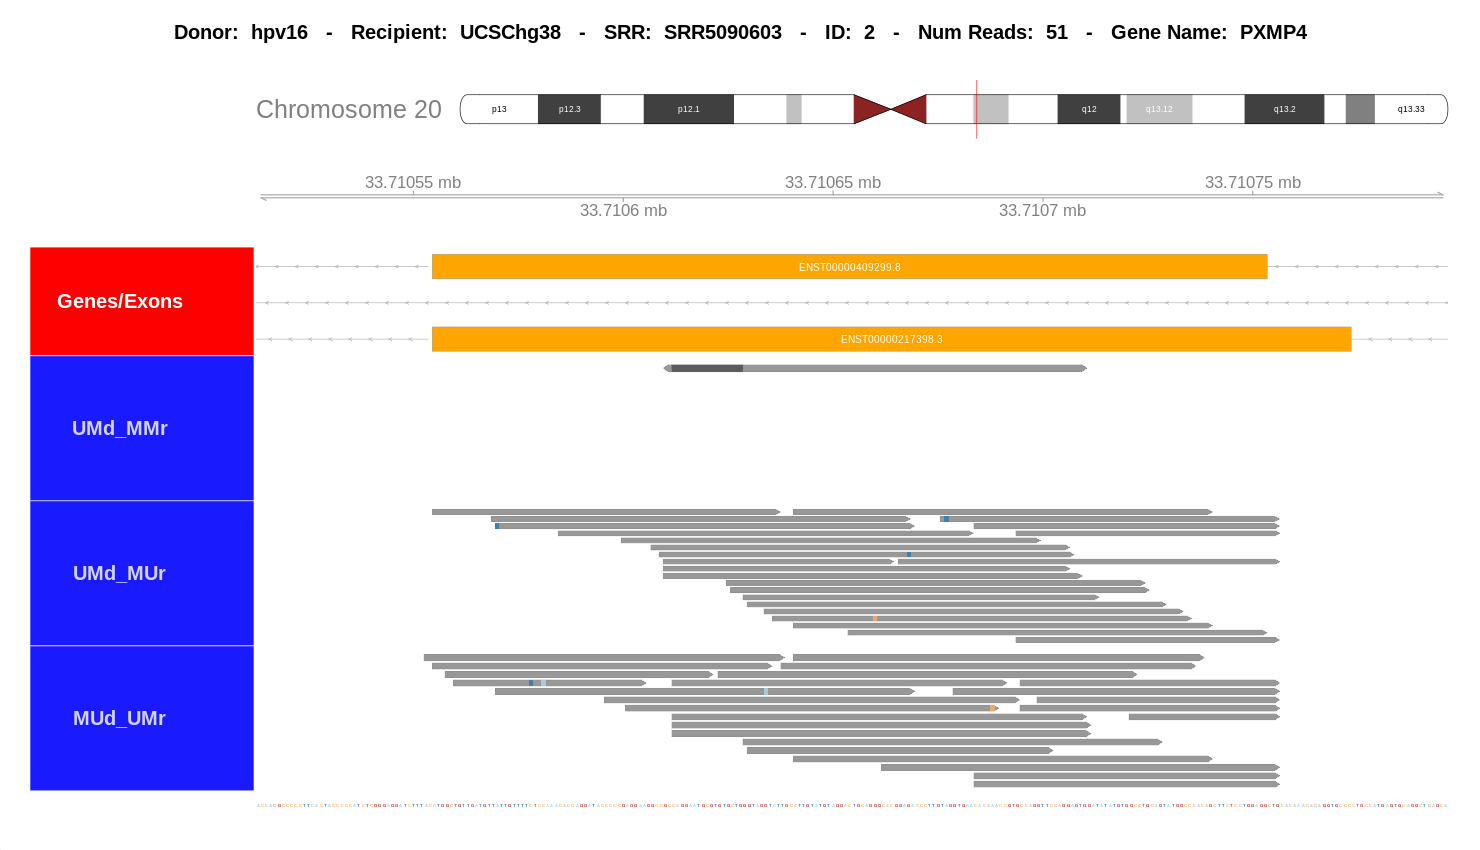 Donor: hpv16 - Recipient: UCSChg38 - SRR: SRR5090603 - ID: 2 - Num Reads: 51 - Gene Name: PXMP4
Chromosome 20
p13 p12.3 p12.1 q12 q13.12 q13.2 q13.33
33.71055 mb 33.71065 mb 33.71075 mb
33.7106 mb 33.7107 mb
ENST00000409299.8
Genes/Exons
ENST00000217398.3
UMd_MMr
UMd_MUr
MUd_UMr